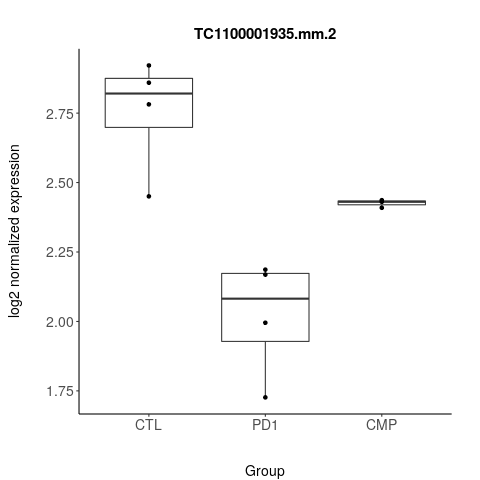 TC1100001935.mm.2
log2 normalized expression
2.75
2.50
2.25
2.00
1.75
CTL PD1 CMP
Group